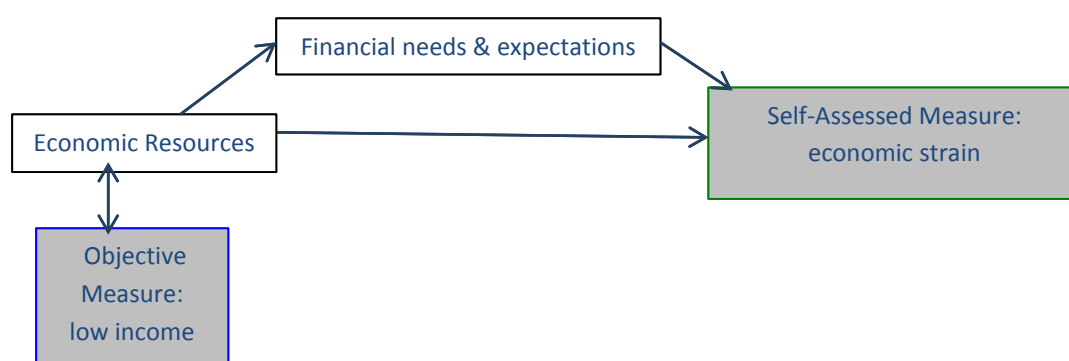 Financial needs & expectations
Self-Assessed Measure:
economic strain
Economic Resources
Objective
Measure:
low income